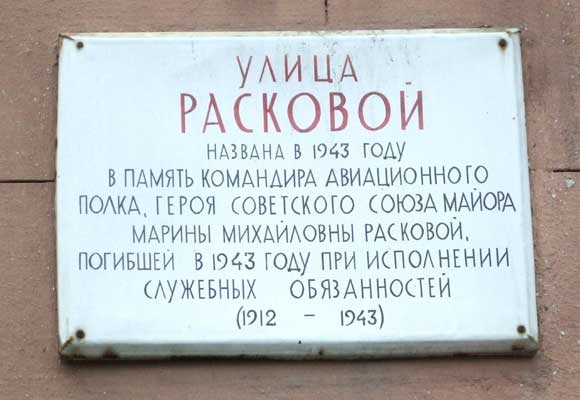 УЛИЦА
РАСКОВОЙ
НАЗВАНА В 1943 ГОДУ
В ПАМЯТЬ КОМАНДИРА АВИАЦИОННОГО
ПОЛКА, ГЕРОЯ СОВЕТСКОГО СОЮЗА МАЙОРА
МАРИНЫ МИХАЙЛОВНЫ РАСКОВОЙ,
ПОГИБШЕЙ В 1943 ГОДУ ПРИ ИСПОЛНЕНИИ
СЛУЖЕБНЫХ ОБЯЗАННОСТЕЙ
(1912 – 1943)